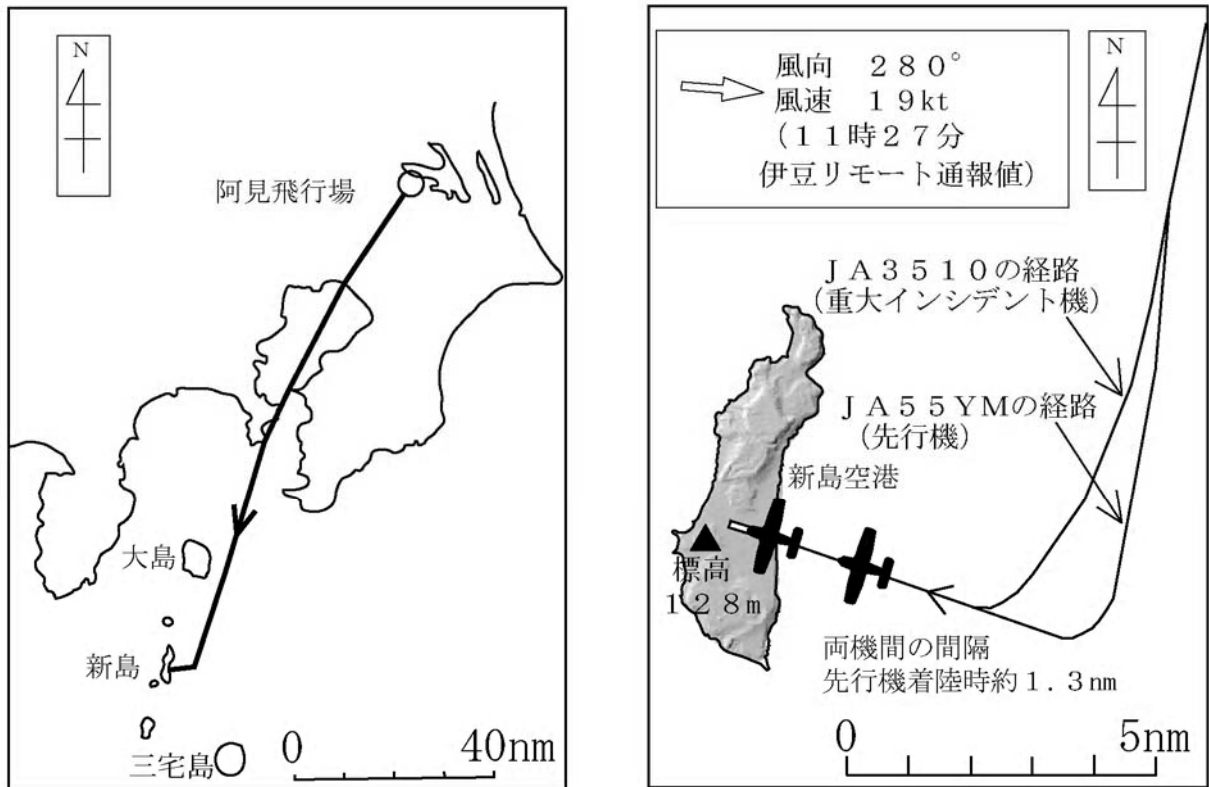 N
阿見飛行場
大島
新島
三宅島
0
40nm
風向 280°
風速 19kt
(11時27分
伊豆リモート通報値)
N
JA3510の経路
(重大インシデント機)
JA55YMの経路
(先行機)
新島空港
標高
128m
両機間の間隔
先行機着陸時約1.3nm
0
5nm